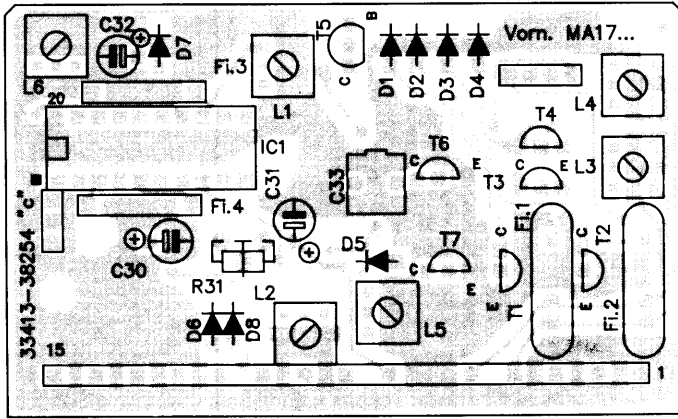 C32
D7
T5
B
C
Vorn. MA17...
L6
Fi.3
L1
D1
D2
D3
D4
L4
20
IC1
T6
C
E
T4
T3
C
E
L3
C31
C33
Fi.4
C30
D5
T7
C
E
Fi.1
C
E
T1
C
E
T2
Fi.2
33413-38254 "c"
R31
L2
D6
D8
L5
15
1